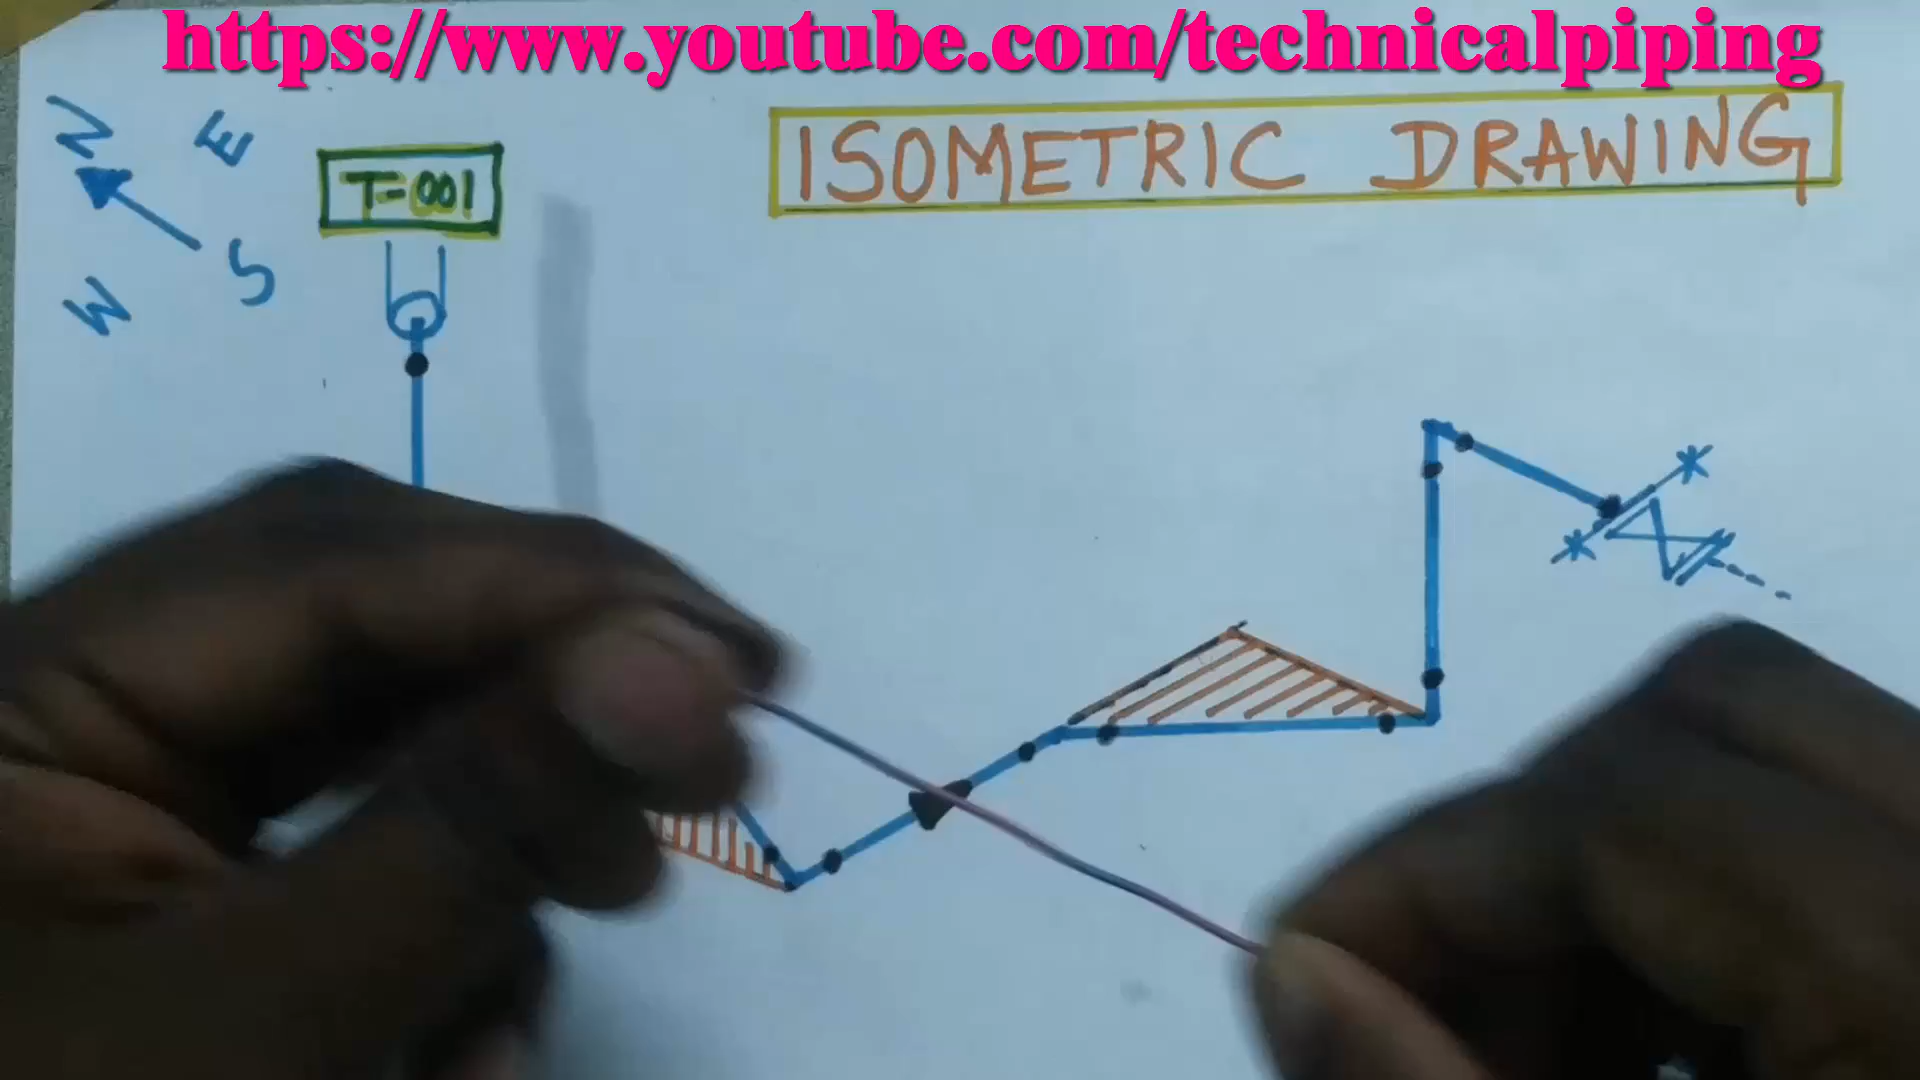 https://www.youtube.com/technicalpiping
ISOMETRIC DRAWING
N
E
T=001
S
W